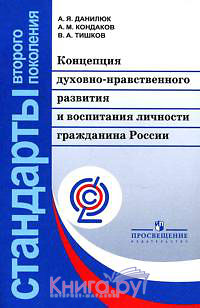 А. Я. ДАНИЛЮК
А. М. КОНДАКОВ
В. А. ТИШКОВ
Концепция
духовно-нравственного
развития
и воспитания личности
гражданина России
стандарты
второго
поколения
ПРОСВЕЩЕНИЕ
ИЗДАТЕЛЬСТВО
Книга.ру!